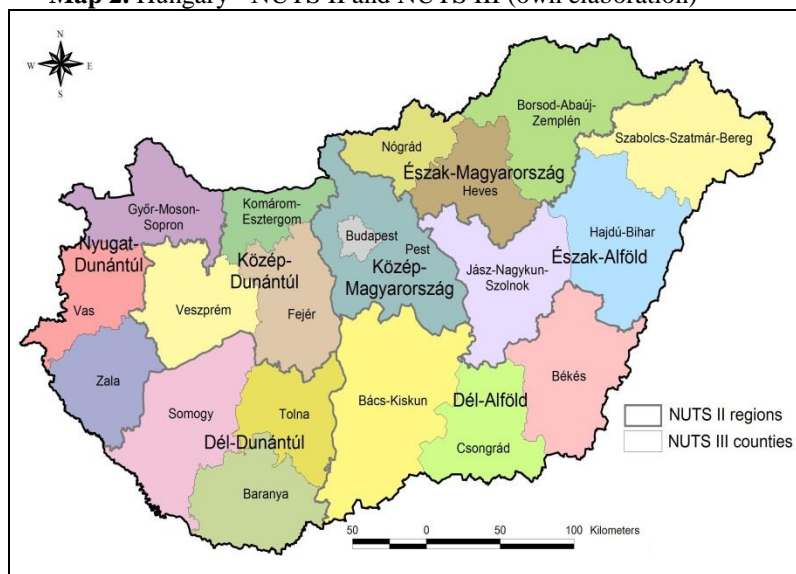 Map 2. Hungary - NUTS II and NUTS III (own elaboration)
N
W E
S
Borsod-Abaúj-
Zemplén
Szabolcs-Szatmár-Bereg
Nógrád
Észak-Magyarország
Heves
Győr-Moson-
Sopron
Komárom-
Esztergom
Budapest
Pest
Hajdú-Bihar
Nyugat-
Dunántúl
Közép-
Dunántúl
Közép-
Magyarország
Jász-Nagykun-
Szolnok
Észak-Alföld
Vas
Veszprém
Fejér
Zala
Somogy
Tolna
Bács-Kiskun
Dél-Alföld
Békés
Dél-Dunántúl
Csongrád
Baranya
NUTS II regions
NUTS III counties
50 0 50 100 Kilometers